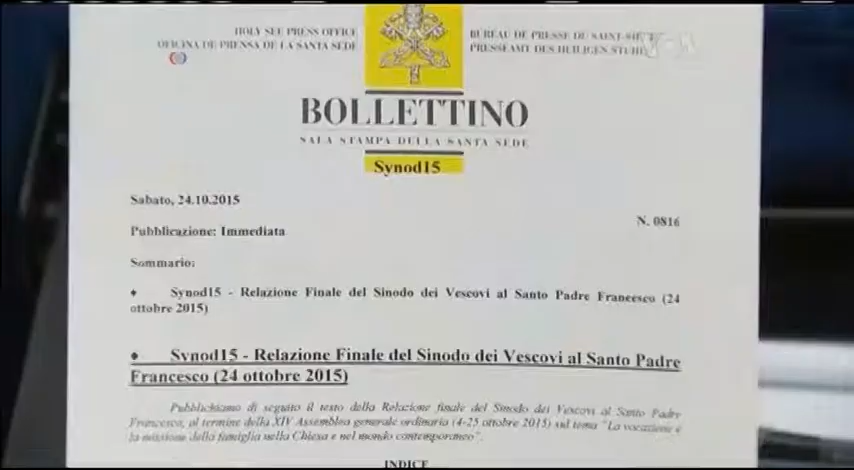 HOLY SEE PRESS OFFICE
OFICINA DE PRENSA DE LA SANTA SEDE
BUREAU DE PRESSE DU SAINT-SIEGE
PRESSEAMT DES HEILIGEN STUHLS
BOLLETTINO
SALA STAMPA DELLA SANTA SEDE
Synod15
Sabato, 24.10.2015
N. 0816
Pubblicazione: Immediata
Sommario:
♦ Synod15 - Relazione Finale del Sinodo dei Vescovi al Santo Padre Francesco (24
ottobre 2015)
♦ Synod15 - Relazione Finale del Sinodo dei Vescovi al Santo Padre
Francesco (24 ottobre 2015)
Pubblichiamo di seguito il testo della Relazione finale del Sinodo dei Vescovi al Santo Padre
Francesco, al termine della XIV Assemblea generale ordinaria (4-25 ottobre 2015) sul tema "La vocazione e
la missione della famiglia nella Chiesa e nel mondo contemporaneo".
INDICE